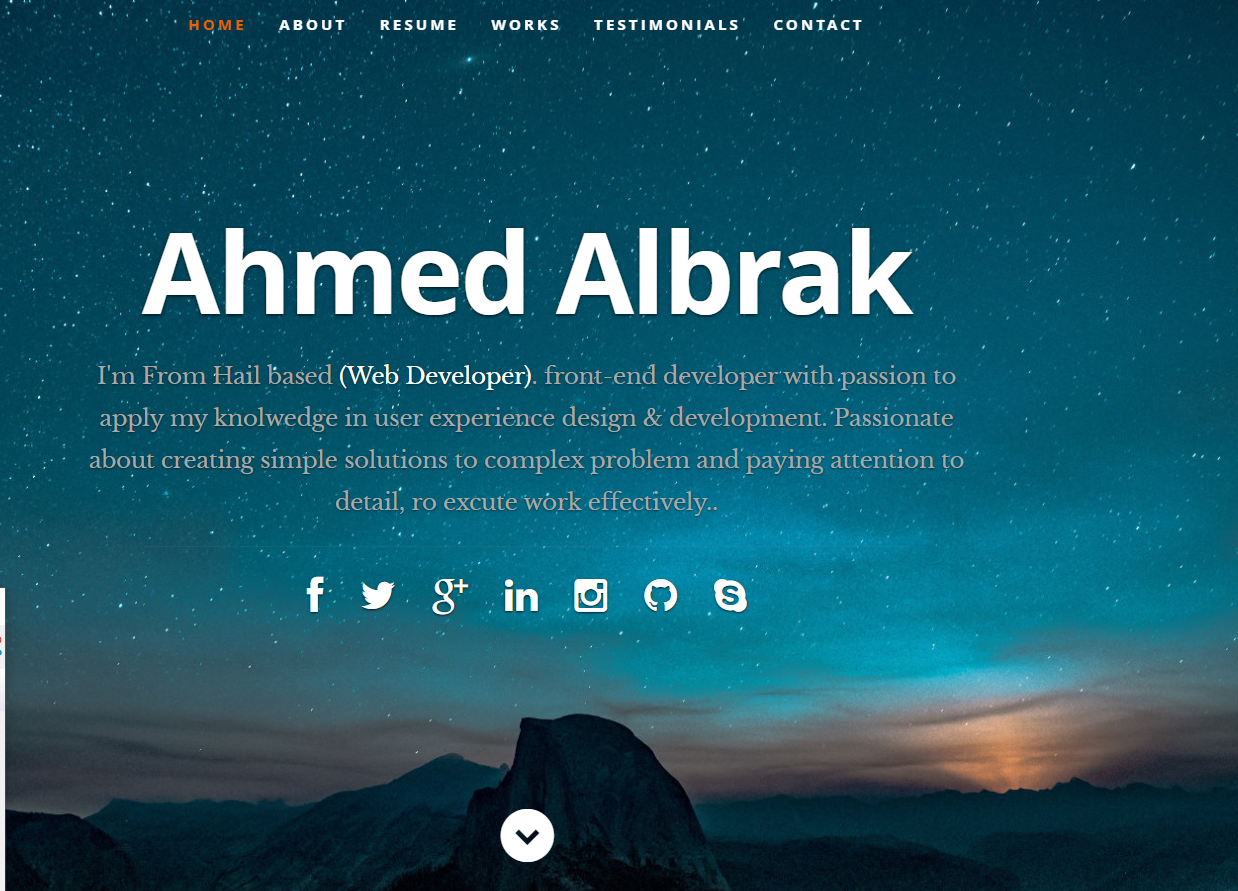 HOME ABOUT RESUME WORKS TESTIMONIALS CONTACT
Ahmed Albrak
I'm From Hail based (Web Developer). front-end developer with passion to
apply my knolwedge in user experience design & development. Passionate
about creating simple solutions to complex problem and paying attention to
detail, ro excute work effectively..